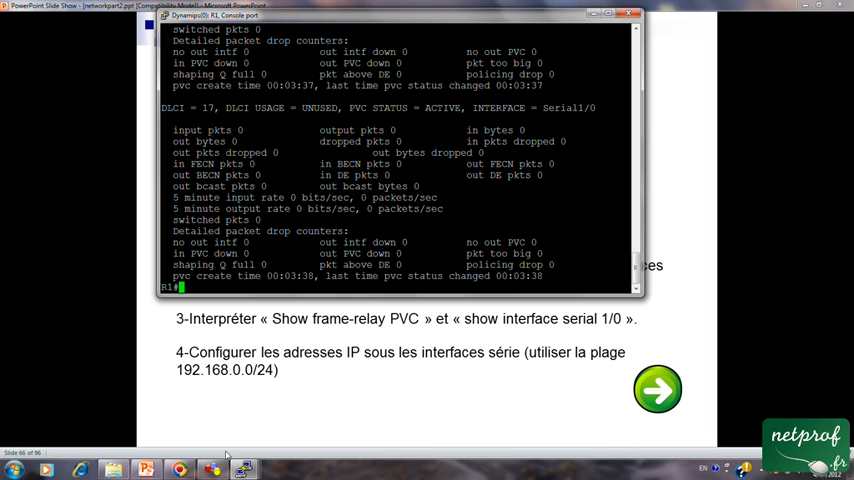 PowerPoint Slide Show - [networkpart2.ppt [Compatibility Mode] - Microsoft PowerPoint
Dynamips(0): R1, Console port
switched pkts 0
Detailed packet drop counters:
no out intf 0 out intf down 0 no out PVC 0
in PVC down 0 out PVC down 0 pkt too big 0
shaping Q full 0 pkt above DE 0 policing drop 0
pvc create time 00:03:37, last time pvc status changed 00:03:37
DLCI = 17, DLCI USAGE = UNUSED, PVC STATUS = ACTIVE, INTERFACE = Serial1/0
input pkts 0 output pkts 0 in bytes 0
out bytes 0 dropped pkts 0 in pkts dropped 0
out pkts dropped 0 out bytes dropped 0
in FECN pkts 0 in BECN pkts 0 out FECN pkts 0
out BECN pkts 0 in DE pkts 0 out DE pkts 0
out bcast pkts 0 out bcast bytes 0
5 minute input rate 0 bits/sec, 0 packets/sec
5 minute output rate 0 bits/sec, 0 packets/sec
switched pkts 0
Detailed packet drop counters:
no out intf 0 out intf down 0 no out PVC 0
in PVC down 0 out PVC down 0 pkt too big 0
shaping Q full 0 pkt above DE 0 policing drop 0
pvc create time 00:03:38, last time pvc status changed 00:03:38
R1#
ces
3-Interpréter « Show frame-relay PVC » et « show interface serial 1/0 ».
4-Configurer les adresses IP sous les interfaces série (utiliser la plage
192.168.0.0/24)
netprof
.fr
Slide 66 of 96
EN
2012